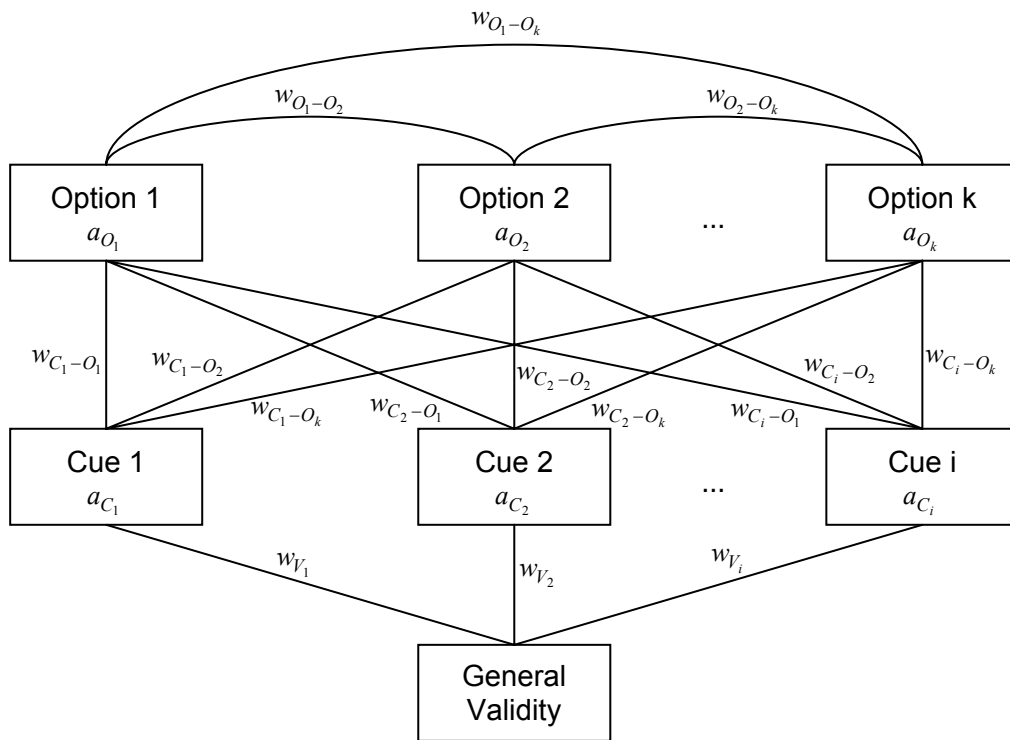 w_{O_1-O_k}
w_{O_1-O_2} w_{O_2-O_k}
Option 1 Option 2 Option k
a_{O_1} a_{O_2} ... a_{O_k}
w_{C_1-O_1} w_{C_1-O_2} w_{C_2-O_2} w_{C_i-O_2} w_{C_i-O_k}
w_{C_1-O_k} w_{C_2-O_1} w_{C_2-O_k} w_{C_i-O_1}
Cue 1 Cue 2 Cue i
a_{C_1} a_{C_2} ... a_{C_i}
w_{V_1} w_{V_2} w_{V_i}
General
Validity